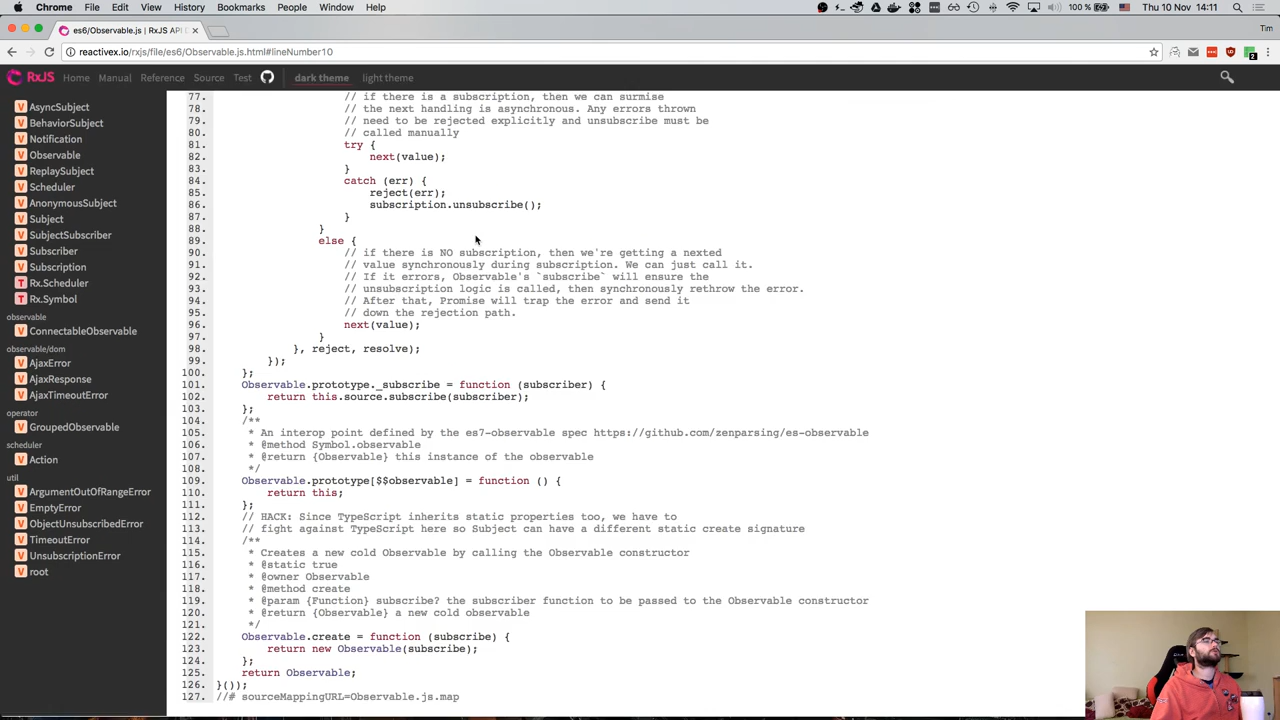 Chrome File Edit View History Bookmarks People Window Help 100 % Thu 10 Nov 14:11
es6/Observable.js | RxJS API D Tim
reactivex.io/rxjs/file/es6/Observable.js.html#lineNumber10
RxJS Home Manual Reference Source Test dark theme light theme
V AsyncSubject
V BehaviorSubject
V Notification
V Observable
V ReplaySubject
V Scheduler
V AnonymousSubject
V Subject
V SubjectSubscriber
V Subscriber
V Subscription
T Rx.Scheduler
T Rx.Symbol
observable
V ConnectableObservable
observable/dom
V AjaxError
V AjaxResponse
V AjaxTimeoutError
operator
V GroupedObservable
scheduler
V Action
util
V ArgumentOutOfRangeError
V EmptyError
V ObjectUnsubscribedError
V TimeoutError
V UnsubscriptionError
V root
77. // if there is a subscription, then we can surmise
78. // the next handling is asynchronous. Any errors thrown
79. // need to be rejected explicitly and unsubscribe must be
80. // called manually
81. try {
82. next(value);
83. }
84. catch (err) {
85. reject(err);
86. subscription.unsubscribe();
87. }
88. }
89. else {
90. // if there is NO subscription, then we're getting a nexted
91. // value synchronously during subscription. We can just call it.
92. // If it errors, Observable's `subscribe` will ensure the
93. // unsubscription logic is called, then synchronously rethrow the error.
94. // After that, Promise will trap the error and send it
95. // down the rejection path.
96. next(value);
97. }
98. }, reject, resolve);
99. });
100. };
101. Observable.prototype._subscribe = function (subscriber) {
102. return this.source.subscribe(subscriber);
103. };
104. /**
105. * An interop point defined by the es7-observable spec https://github.com/zenparsing/es-observable
106. * @method Symbol.observable
107. * @return {Observable} this instance of the observable
108. */
109. Observable.prototype[$$observable] = function () {
110. return this;
111. };
112. // HACK: Since TypeScript inherits static properties too, we have to
113. // fight against TypeScript here so Subject can have a different static create signature
114. /**
115. * Creates a new cold Observable by calling the Observable constructor
116. * @static true
117. * @owner Observable
118. * @method create
119. * @param {Function} subscribe? the subscriber function to be passed to the Observable constructor
120. * @return {Observable} a new cold observable
121. */
122. Observable.create = function (subscribe) {
123. return new Observable(subscribe);
124. };
125. return Observable;
126. }());
127. //# sourceMappingURL=Observable.js.map